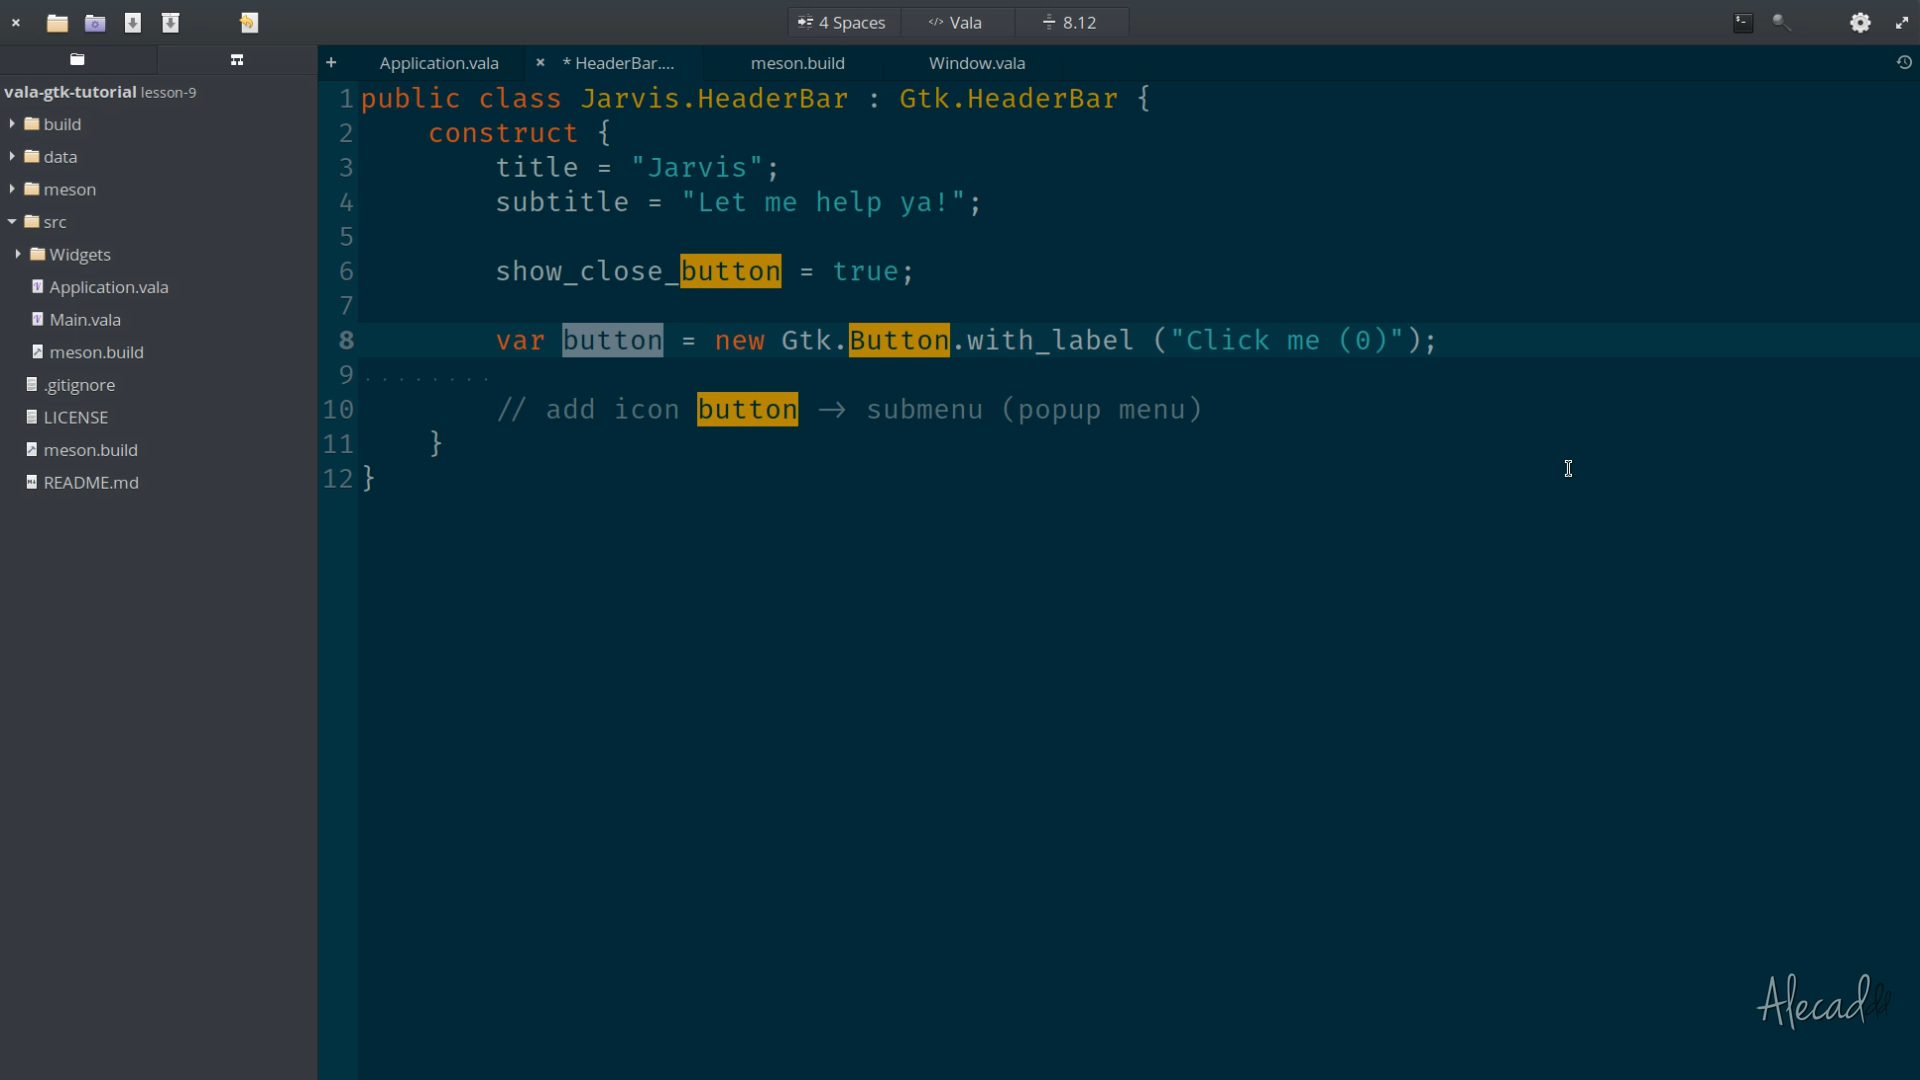 4 Spaces
Vala
8.12
+ Application.vala × * HeaderBar.... meson.build Window.vala
vala-gtk-tutorial lesson-9
build
data
meson
src
Widgets
Application.vala
Main.vala
meson.build
.gitignore
LICENSE
meson.build
README.md
1 public class Jarvis.HeaderBar : Gtk.HeaderBar {
2 construct {
3 title = "Jarvis";
4 subtitle = "Let me help ya!";
5
6 show_close_button = true;
7
8 var button = new Gtk.Button.with_label ("Click me (0)");
9
10 // add icon button → submenu (popup menu)
11 }
12 }
Alecaddd